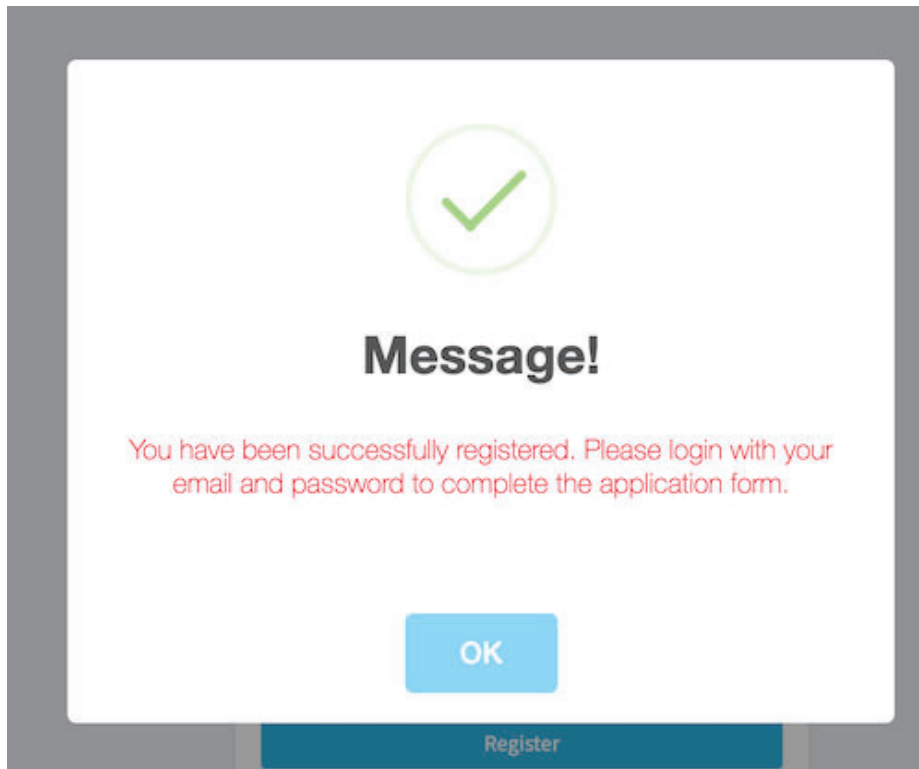 Message!
You have been successfully registered. Please login with your
email and password to complete the application form.
OK
Register